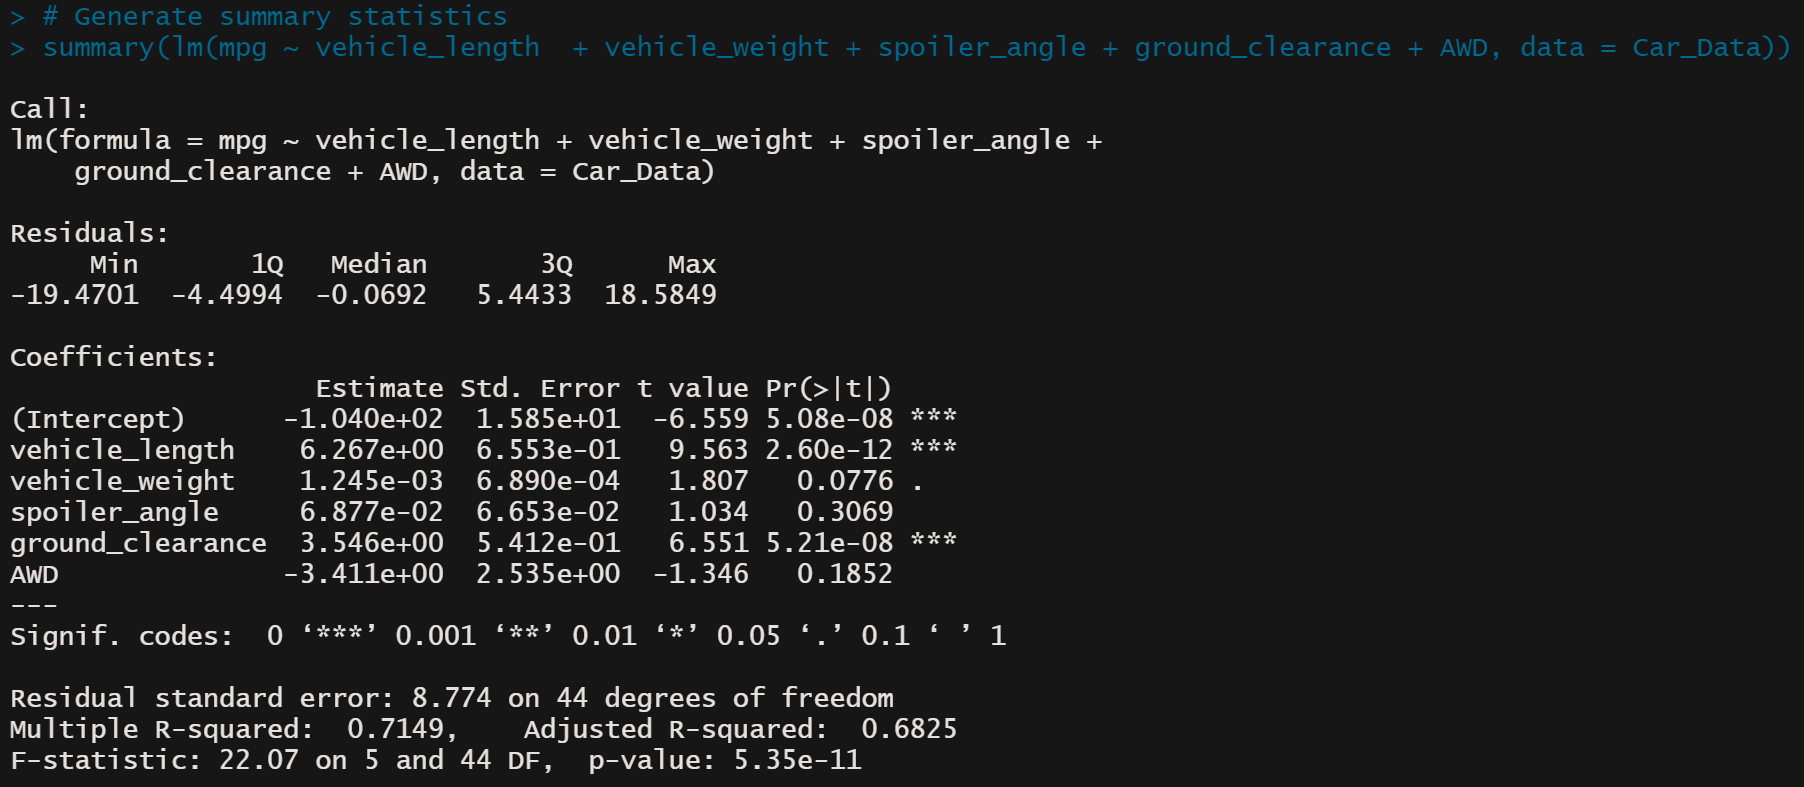 > # Generate summary statistics
> summary(lm(mpg ~ vehicle_length  + vehicle_weight + spoiler_angle + ground_clearance + AWD, data = Car_Data))

Call:
lm(formula = mpg ~ vehicle_length + vehicle_weight + spoiler_angle +
    ground_clearance + AWD, data = Car_Data)

Residuals:
     Min       1Q   Median       3Q      Max
-19.4701  -4.4994  -0.0692   5.4433  18.5849

Coefficients:
                   Estimate Std. Error t value Pr(>|t|)
(Intercept)      -1.040e+02  1.585e+01  -6.559 5.08e-08 ***
vehicle_length    6.267e+00  6.553e-01   9.563 2.60e-12 ***
vehicle_weight    1.245e-03  6.890e-04   1.807   0.0776 .
spoiler_angle     6.877e-02  6.653e-02   1.034   0.3069
ground_clearance  3.546e+00  5.412e-01   6.551 5.21e-08 ***
AWD              -3.411e+00  2.535e+00  -1.346   0.1852
---
Signif. codes:  0 ‘***’ 0.001 ‘**’ 0.01 ‘*’ 0.05 ‘.’ 0.1 ‘ ’ 1

Residual standard error: 8.774 on 44 degrees of freedom
Multiple R-squared:  0.7149,    Adjusted R-squared:  0.6825
F-statistic: 22.07 on 5 and 44 DF,  p-value: 5.35e-11